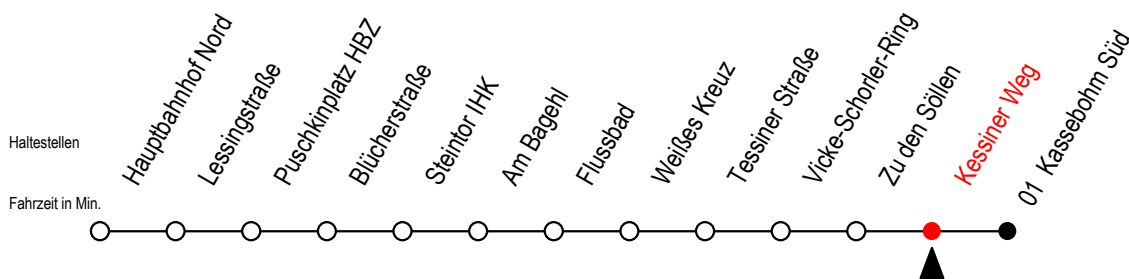 Haltestellen
Hauptbahnhof Nord
Lessingstraße
Puschkinplatz HBZ
Blücherstraße
Steintor IHK
Am Bagehl
Flussbad
Weißes Kreuz
Tessiner Straße
Vicke-Schorler-Ring
Zu den Söllen
Kessiner Weg
01 Kassebohm Süd
Fahrzeit in Min.